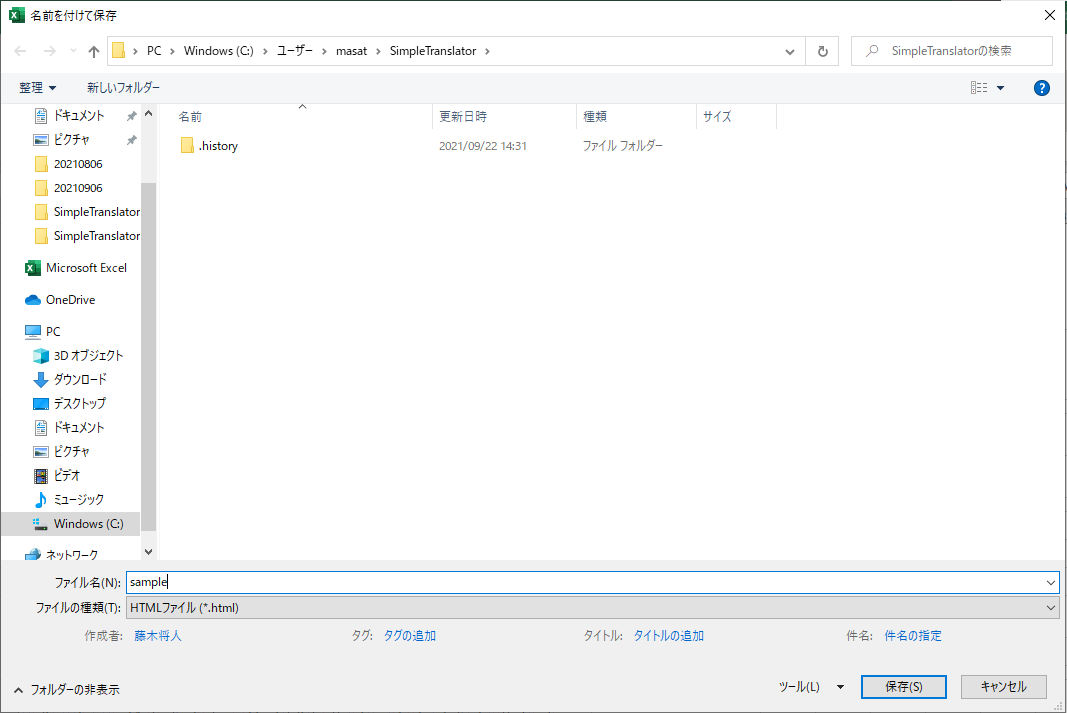 名前を付けて保存
PC › Windows (C:) › ユーザー › masat › SimpleTranslator ›
SimpleTranslatorの検索
整理
新しいフォルダー
ドキュメント
ピクチャ
20210806
20210906
SimpleTranslator
SimpleTranslator
Microsoft Excel
OneDrive
PC
3D オブジェクト
ダウンロード
デスクトップ
ドキュメント
ピクチャ
ビデオ
ミュージック
Windows (C:)
ネットワーク
名前 更新日時 種類 サイズ
.history 2021/09/22 14:31 ファイル フォルダー
ファイル名(N): sample
ファイルの種類(T): HTMLファイル (*.html)
作成者: 藤木将人 タグ: タグの追加 タイトル: タイトルの追加 件名: 件名の指定
フォルダーの非表示
ツール(L) 保存(S) キャンセル